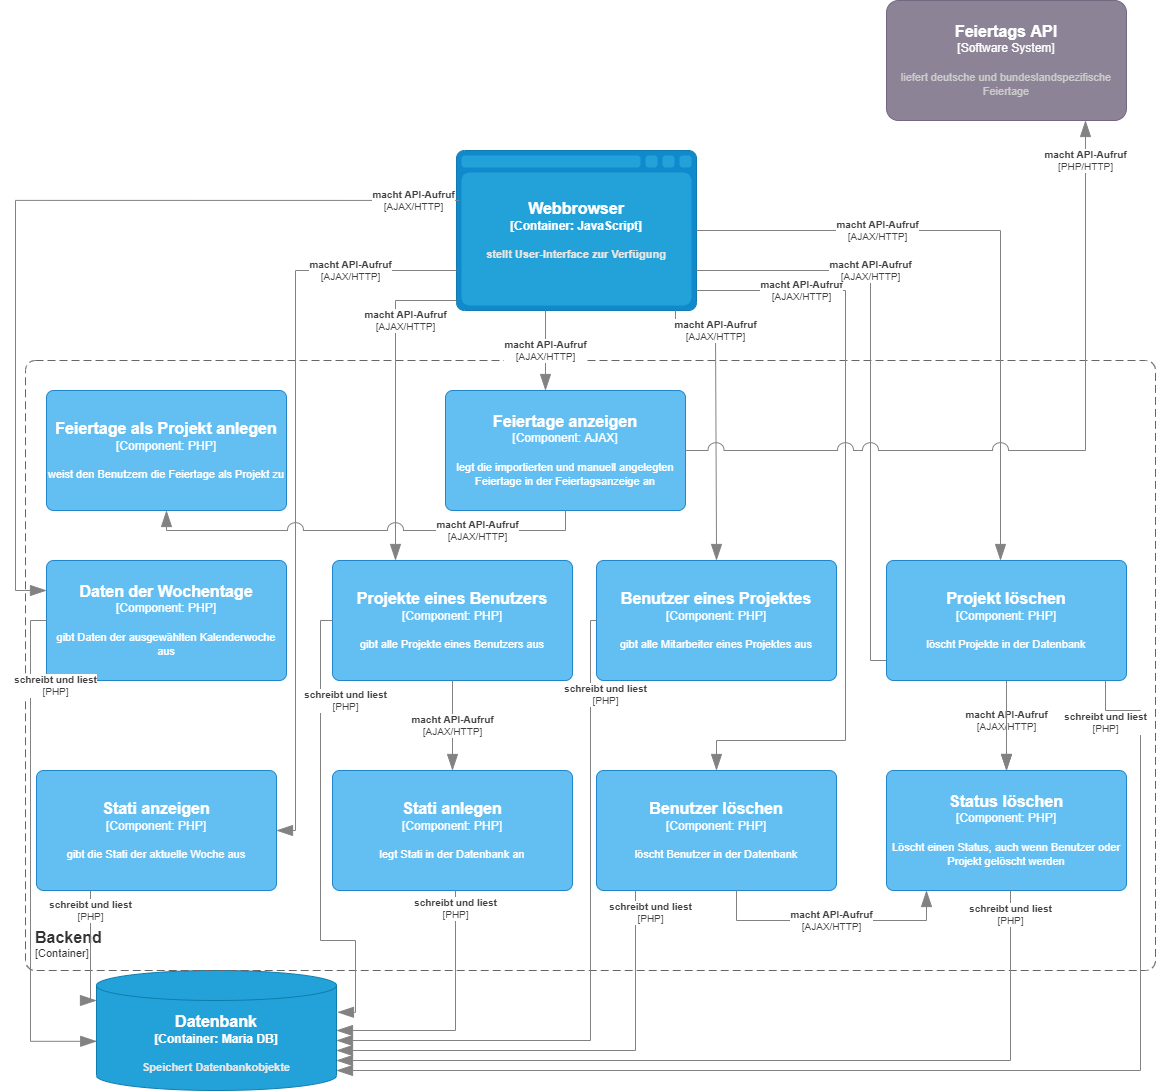 Feiertags API
[Software System]
liefert deutsche und bundeslandspezifische
Feiertage
macht API-Aufruf
[PHP/HTTP]
Webbrowser
[Container: JavaScript]
stellt User-Interface zur Verfügung
macht API-Aufruf
[AJAX/HTTP]
macht API-Aufruf
[AJAX/HTTP]
macht API-Aufruf
[AJAX/HTTP]
macht API-Aufruf
[AJAX/HTTP]
macht API-Aufruf
[AJAX/HTTP]
macht API-Aufruf
[AJAX/HTTP]
macht API-Aufruf
[AJAX/HTTP]
macht API-Aufruf
[AJAX/HTTP]
Feiertage als Projekt anlegen
[Component: PHP]
weist den Benutzern die Feiertage als Projekt zu
Feiertage anzeigen
[Component: AJAX]
legt die importierten und manuell angelegten
Feiertage in der Feiertagsanzeige an
macht API-Aufruf
[AJAX/HTTP]
Daten der Wochentage
[Component: PHP]
gibt Daten der ausgewählten Kalenderwoche
aus
Projekte eines Benutzers
[Component: PHP]
gibt alle Projekte eines Benutzers aus
Benutzer eines Projektes
[Component: PHP]
gibt alle Mitarbeiter eines Projektes aus
Projekt löschen
[Component: PHP]
löscht Projekte in der Datenbank
schreibt und liest
[PHP]
schreibt und liest
[PHP]
macht API-Aufruf
[AJAX/HTTP]
schreibt und liest
[PHP]
macht API-Aufruf
[AJAX/HTTP]
schreibt und liest
[PHP]
Stati anzeigen
[Component: PHP]
gibt die Stati der aktuelle Woche aus
Stati anlegen
[Component: PHP]
legt Stati in der Datenbank an
Benutzer löschen
[Component: PHP]
löscht Benutzer in der Datenbank
Status löschen
[Component: PHP]
Löscht einen Status, auch wenn Benutzer oder
Projekt gelöscht werden
schreibt und liest
[PHP]
schreibt und liest
[PHP]
schreibt und liest
[PHP]
macht API-Aufruf
[AJAX/HTTP]
schreibt und liest
[PHP]
Backend
[Container]
Datenbank
[Container: Maria DB]
Speichert Datenbankobjekte